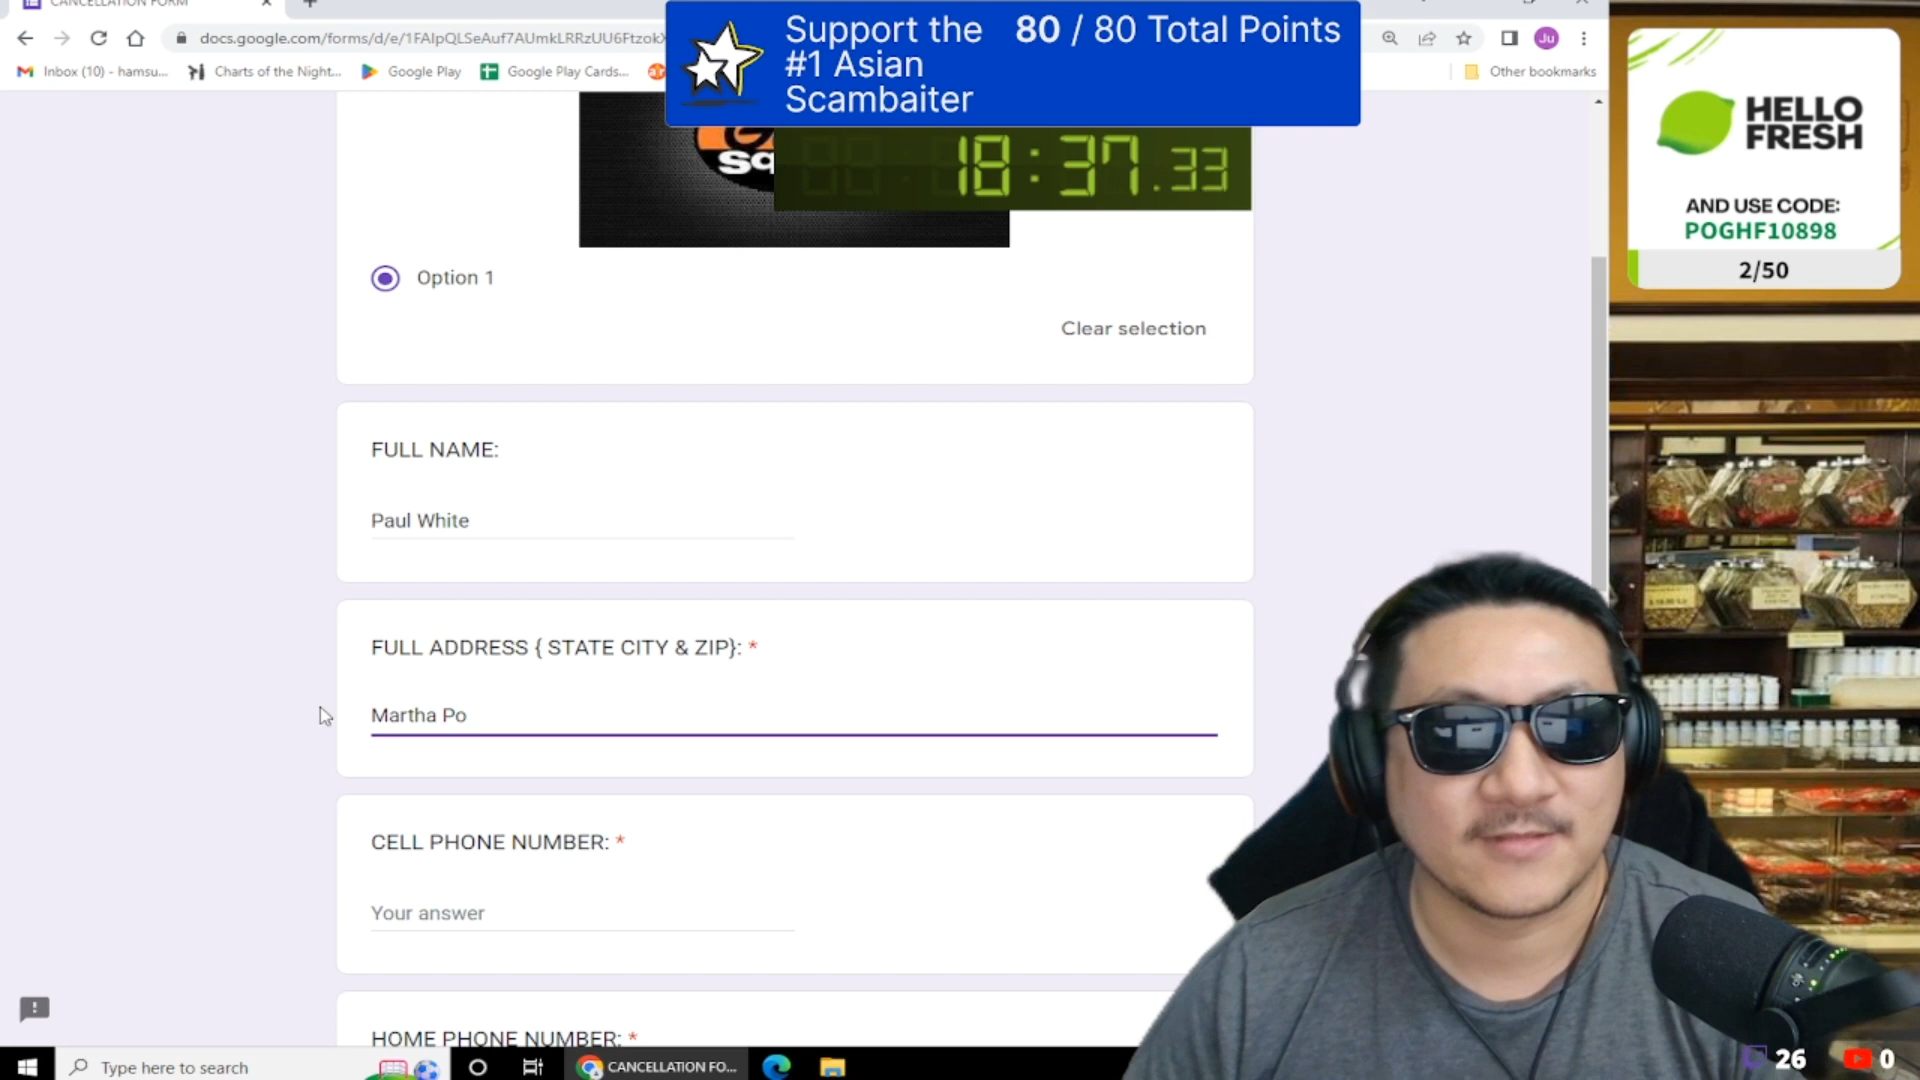 CANCELLATION FORM
docs.google.com/forms/d/e/1FAIpQLSeAuf7AUmkLRRzUU6Ftzok
Ju
Inbox (10) - hamsu...
Charts of the Night...
Google Play
Google Play Cards...
Other bookmarks
Support the
#1 Asian
Scambaiter
80 / 80 Total Points
18:37.33
HELLO
FRESH
AND USE CODE:
POGHF10898
2/50
Option 1
Clear selection
FULL NAME:
Paul White
FULL ADDRESS { STATE CITY & ZIP}: *
Martha Po
CELL PHONE NUMBER: *
Your answer
HOME PHONE NUMBER: *
Type here to search
CANCELLATION FO...
26
0